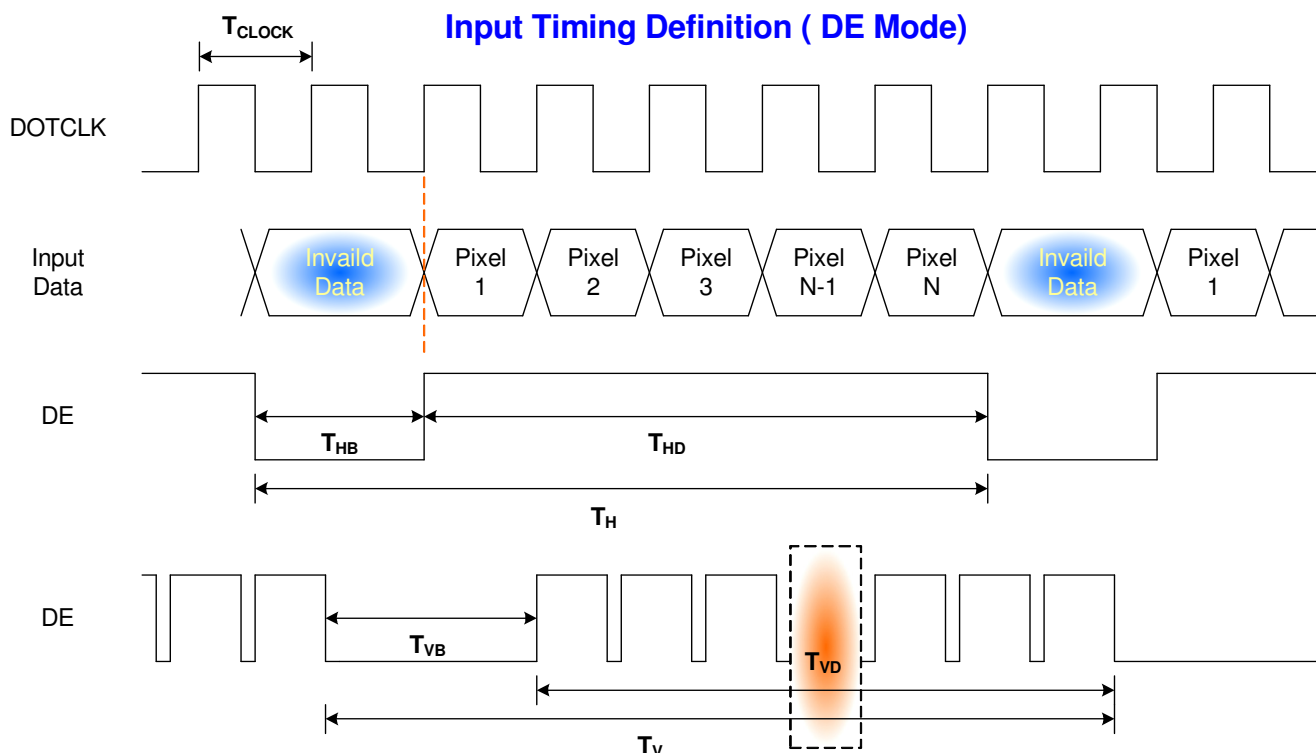 Input Timing Definition ( DE Mode)
TCLOCK
DOTCLK
Input
Data
Invaild
Data
Pixel
1
Pixel
2
Pixel
3
Pixel
N-1
Pixel
N
Invaild
Data
Pixel
1
DE
THB
THD
TH
DE
TVB
TVD
TV